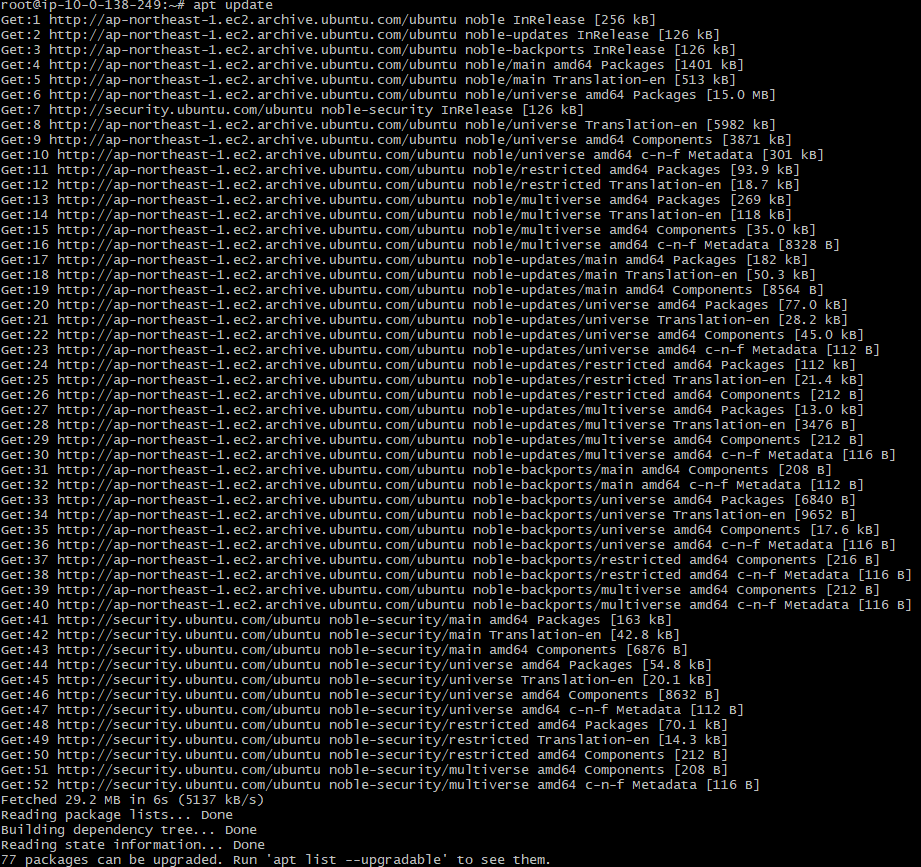 root@ip-10-0-138-249:~# apt update
Get:1 http://ap-northeast-1.ec2.archive.ubuntu.com/ubuntu noble InRelease [256 kB]
Get:2 http://ap-northeast-1.ec2.archive.ubuntu.com/ubuntu noble-updates InRelease [126 kB]
Get:3 http://ap-northeast-1.ec2.archive.ubuntu.com/ubuntu noble-backports InRelease [126 kB]
Get:4 http://ap-northeast-1.ec2.archive.ubuntu.com/ubuntu noble/main amd64 Packages [1401 kB]
Get:5 http://ap-northeast-1.ec2.archive.ubuntu.com/ubuntu noble/main Translation-en [513 kB]
Get:6 http://ap-northeast-1.ec2.archive.ubuntu.com/ubuntu noble/universe amd64 Packages [15.0 MB]
Get:7 http://security.ubuntu.com/ubuntu noble-security InRelease [126 kB]
Get:8 http://ap-northeast-1.ec2.archive.ubuntu.com/ubuntu noble/universe Translation-en [5982 kB]
Get:9 http://ap-northeast-1.ec2.archive.ubuntu.com/ubuntu noble/universe amd64 Components [3871 kB]
Get:10 http://ap-northeast-1.ec2.archive.ubuntu.com/ubuntu noble/universe amd64 c-n-f Metadata [301 kB]
Get:11 http://ap-northeast-1.ec2.archive.ubuntu.com/ubuntu noble/restricted amd64 Packages [93.9 kB]
Get:12 http://ap-northeast-1.ec2.archive.ubuntu.com/ubuntu noble/restricted Translation-en [18.7 kB]
Get:13 http://ap-northeast-1.ec2.archive.ubuntu.com/ubuntu noble/multiverse amd64 Packages [269 kB]
Get:14 http://ap-northeast-1.ec2.archive.ubuntu.com/ubuntu noble/multiverse Translation-en [118 kB]
Get:15 http://ap-northeast-1.ec2.archive.ubuntu.com/ubuntu noble/multiverse amd64 Components [35.0 kB]
Get:16 http://ap-northeast-1.ec2.archive.ubuntu.com/ubuntu noble/multiverse amd64 c-n-f Metadata [8328 B]
Get:17 http://ap-northeast-1.ec2.archive.ubuntu.com/ubuntu noble-updates/main amd64 Packages [182 kB]
Get:18 http://ap-northeast-1.ec2.archive.ubuntu.com/ubuntu noble-updates/main Translation-en [50.3 kB]
Get:19 http://ap-northeast-1.ec2.archive.ubuntu.com/ubuntu noble-updates/main amd64 Components [8564 B]
Get:20 http://ap-northeast-1.ec2.archive.ubuntu.com/ubuntu noble-updates/universe amd64 Packages [77.0 kB]
Get:21 http://ap-northeast-1.ec2.archive.ubuntu.com/ubuntu noble-updates/universe Translation-en [28.2 kB]
Get:22 http://ap-northeast-1.ec2.archive.ubuntu.com/ubuntu noble-updates/universe amd64 Components [45.0 kB]
Get:23 http://ap-northeast-1.ec2.archive.ubuntu.com/ubuntu noble-updates/universe amd64 c-n-f Metadata [112 B]
Get:24 http://ap-northeast-1.ec2.archive.ubuntu.com/ubuntu noble-updates/restricted amd64 Packages [112 kB]
Get:25 http://ap-northeast-1.ec2.archive.ubuntu.com/ubuntu noble-updates/restricted Translation-en [21.4 kB]
Get:26 http://ap-northeast-1.ec2.archive.ubuntu.com/ubuntu noble-updates/restricted amd64 Components [212 B]
Get:27 http://ap-northeast-1.ec2.archive.ubuntu.com/ubuntu noble-updates/multiverse amd64 Packages [13.0 kB]
Get:28 http://ap-northeast-1.ec2.archive.ubuntu.com/ubuntu noble-updates/multiverse Translation-en [3476 B]
Get:29 http://ap-northeast-1.ec2.archive.ubuntu.com/ubuntu noble-updates/multiverse amd64 Components [212 B]
Get:30 http://ap-northeast-1.ec2.archive.ubuntu.com/ubuntu noble-updates/multiverse amd64 c-n-f Metadata [116 B]
Get:31 http://ap-northeast-1.ec2.archive.ubuntu.com/ubuntu noble-backports/main amd64 Components [208 B]
Get:32 http://ap-northeast-1.ec2.archive.ubuntu.com/ubuntu noble-backports/main amd64 c-n-f Metadata [112 B]
Get:33 http://ap-northeast-1.ec2.archive.ubuntu.com/ubuntu noble-backports/universe amd64 Packages [6840 B]
Get:34 http://ap-northeast-1.ec2.archive.ubuntu.com/ubuntu noble-backports/universe Translation-en [9652 B]
Get:35 http://ap-northeast-1.ec2.archive.ubuntu.com/ubuntu noble-backports/universe amd64 Components [17.6 kB]
Get:36 http://ap-northeast-1.ec2.archive.ubuntu.com/ubuntu noble-backports/universe amd64 c-n-f Metadata [116 B]
Get:37 http://ap-northeast-1.ec2.archive.ubuntu.com/ubuntu noble-backports/restricted amd64 Components [216 B]
Get:38 http://ap-northeast-1.ec2.archive.ubuntu.com/ubuntu noble-backports/restricted amd64 c-n-f Metadata [116 B]
Get:39 http://ap-northeast-1.ec2.archive.ubuntu.com/ubuntu noble-backports/multiverse amd64 Components [212 B]
Get:40 http://ap-northeast-1.ec2.archive.ubuntu.com/ubuntu noble-backports/multiverse amd64 c-n-f Metadata [116 B]
Get:41 http://security.ubuntu.com/ubuntu noble-security/main amd64 Packages [163 kB]
Get:42 http://security.ubuntu.com/ubuntu noble-security/main Translation-en [42.8 kB]
Get:43 http://security.ubuntu.com/ubuntu noble-security/main amd64 Components [6876 B]
Get:44 http://security.ubuntu.com/ubuntu noble-security/universe amd64 Packages [54.8 kB]
Get:45 http://security.ubuntu.com/ubuntu noble-security/universe Translation-en [20.1 kB]
Get:46 http://security.ubuntu.com/ubuntu noble-security/universe amd64 Components [8632 B]
Get:47 http://security.ubuntu.com/ubuntu noble-security/universe amd64 c-n-f Metadata [112 B]
Get:48 http://security.ubuntu.com/ubuntu noble-security/restricted amd64 Packages [70.1 kB]
Get:49 http://security.ubuntu.com/ubuntu noble-security/restricted Translation-en [14.3 kB]
Get:50 http://security.ubuntu.com/ubuntu noble-security/restricted amd64 Components [212 B]
Get:51 http://security.ubuntu.com/ubuntu noble-security/multiverse amd64 Components [208 B]
Get:52 http://security.ubuntu.com/ubuntu noble-security/multiverse amd64 c-n-f Metadata [116 B]
Fetched 29.2 MB in 6s (5137 kB/s)
Reading package lists... Done
Building dependency tree... Done
Reading state information... Done
77 packages can be upgraded. Run 'apt list --upgradable' to see them.